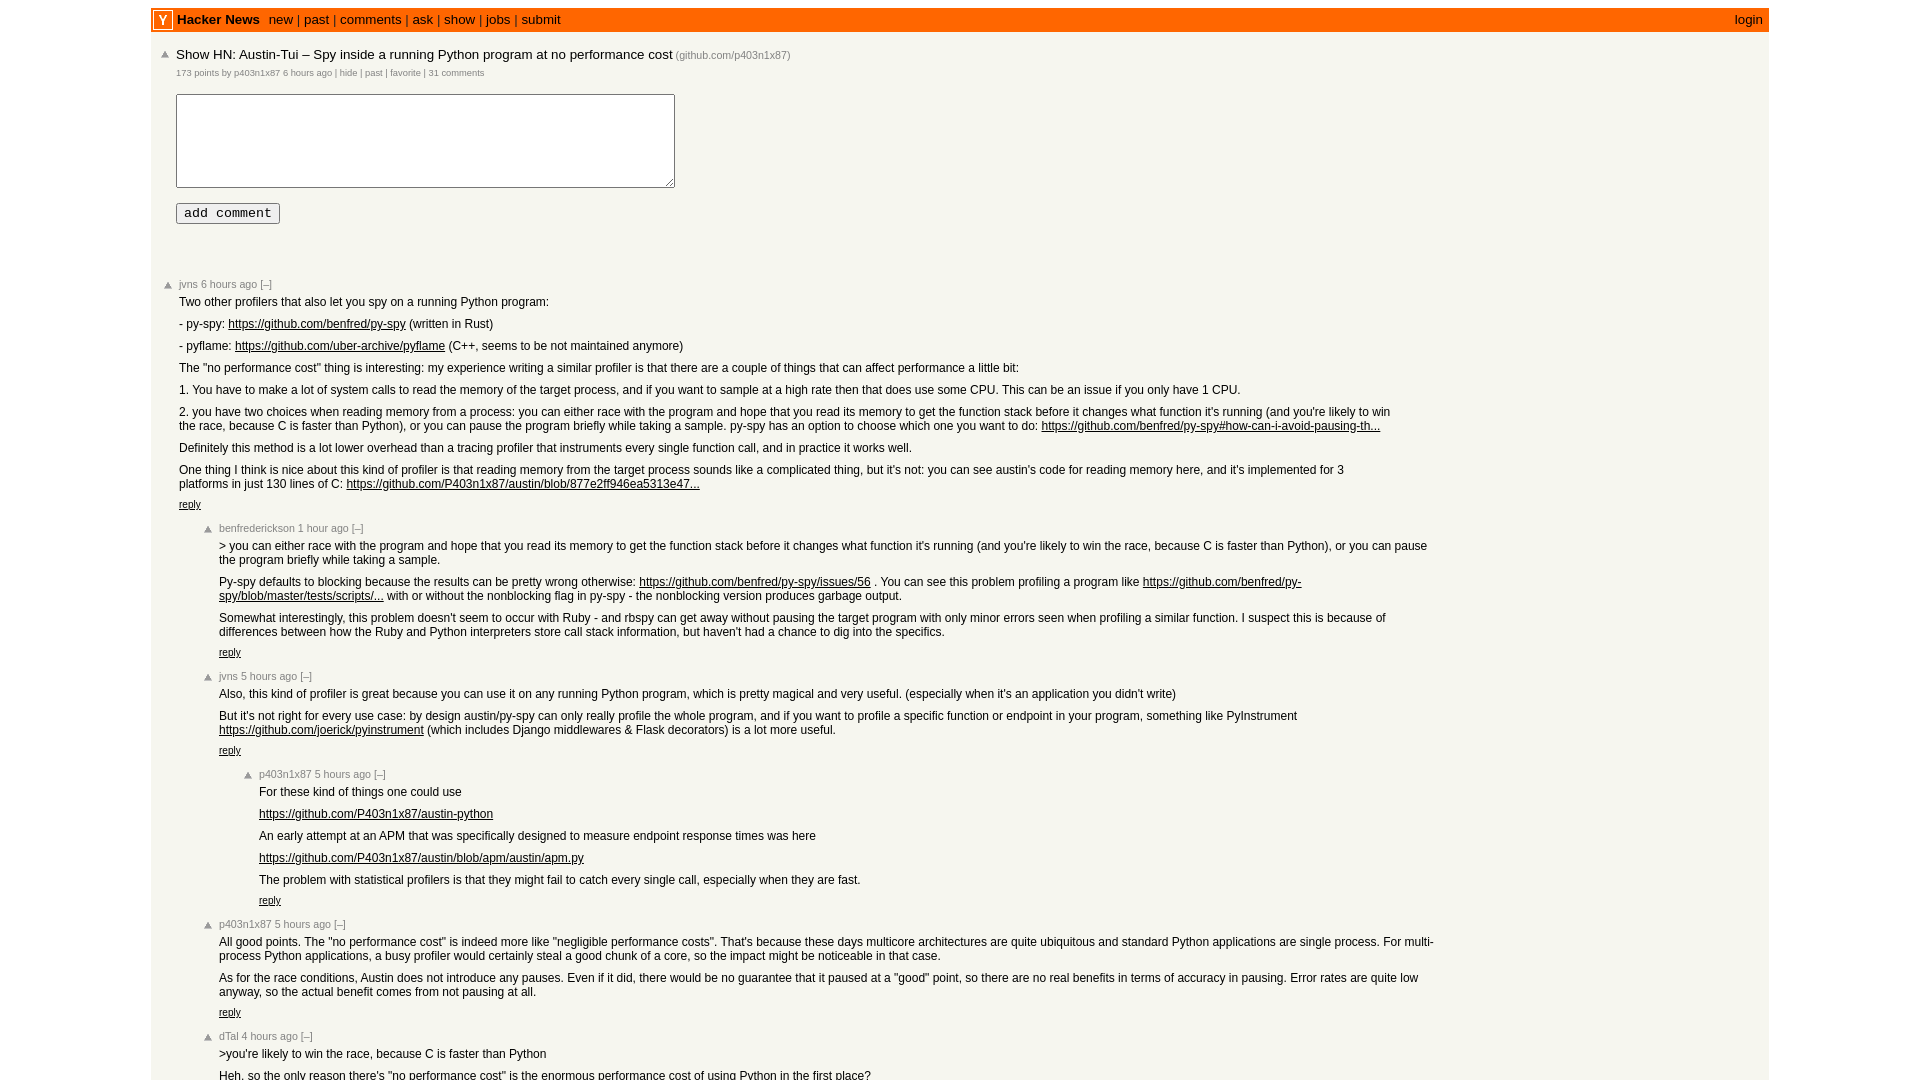 Y Hacker News new | past | comments | ask | show | jobs | submit login
Show HN: Austin-Tui – Spy inside a running Python program at no performance cost (github.com/p403n1x87)
173 points by p403n1x87 6 hours ago | hide | past | favorite | 31 comments
add comment
jvns 6 hours ago [–]
Two other profilers that also let you spy on a running Python program:
- py-spy: https://github.com/benfred/py-spy (written in Rust)
- pyflame: https://github.com/uber-archive/pyflame (C++, seems to be not maintained anymore)
The "no performance cost" thing is interesting: my experience writing a similar profiler is that there are a couple of things that can affect performance a little bit:
1. You have to make a lot of system calls to read the memory of the target process, and if you want to sample at a high rate then that does use some CPU. This can be an issue if you only have 1 CPU.
2. you have two choices when reading memory from a process: you can either race with the program and hope that you read its memory to get the function stack before it changes what function it's running (and you're likely to win
the race, because C is faster than Python), or you can pause the program briefly while taking a sample. py-spy has an option to choose which one you want to do: https://github.com/benfred/py-spy#how-can-i-avoid-pausing-th...
Definitely this method is a lot lower overhead than a tracing profiler that instruments every single function call, and in practice it works well.
One thing I think is nice about this kind of profiler is that reading memory from the target process sounds like a complicated thing, but it's not: you can see austin's code for reading memory here, and it's implemented for 3
platforms in just 130 lines of C: https://github.com/P403n1x87/austin/blob/877e2ff946ea5313e47...
reply
benfrederickson 1 hour ago [–]
> you can either race with the program and hope that you read its memory to get the function stack before it changes what function it's running (and you're likely to win the race, because C is faster than Python), or you can pause
the program briefly while taking a sample.
Py-spy defaults to blocking because the results can be pretty wrong otherwise: https://github.com/benfred/py-spy/issues/56 . You can see this problem profiling a program like https://github.com/benfred/py-
spy/blob/master/tests/scripts/... with or without the nonblocking flag in py-spy - the nonblocking version produces garbage output.
Somewhat interestingly, this problem doesn't seem to occur with Ruby - and rbspy can get away without pausing the target program with only minor errors seen when profiling a similar function. I suspect this is because of
differences between how the Ruby and Python interpreters store call stack information, but haven't had a chance to dig into the specifics.
reply
jvns 5 hours ago [–]
Also, this kind of profiler is great because you can use it on any running Python program, which is pretty magical and very useful. (especially when it's an application you didn't write)
But it's not right for every use case: by design austin/py-spy can only really profile the whole program, and if you want to profile a specific function or endpoint in your program, something like PyInstrument
https://github.com/joerick/pyinstrument (which includes Django middlewares & Flask decorators) is a lot more useful.
reply
p403n1x87 5 hours ago [–]
For these kind of things one could use
https://github.com/P403n1x87/austin-python
An early attempt at an APM that was specifically designed to measure endpoint response times was here
https://github.com/P403n1x87/austin/blob/apm/austin/apm.py
The problem with statistical profilers is that they might fail to catch every single call, especially when they are fast.
reply
p403n1x87 5 hours ago [–]
All good points. The "no performance cost" is indeed more like "negligible performance costs". That's because these days multicore architectures are quite ubiquitous and standard Python applications are single process. For multi-
process Python applications, a busy profiler would certainly steal a good chunk of a core, so the impact might be noticeable in that case.
As for the race conditions, Austin does not introduce any pauses. Even if it did, there would be no guarantee that it paused at a "good" point, so there are no real benefits in terms of accuracy in pausing. Error rates are quite low
anyway, so the actual benefit comes from not pausing at all.
reply
dTal 4 hours ago [–]
>you're likely to win the race, because C is faster than Python
Heh, so the only reason there's "no performance cost" is the enormous performance cost of using Python in the first place?